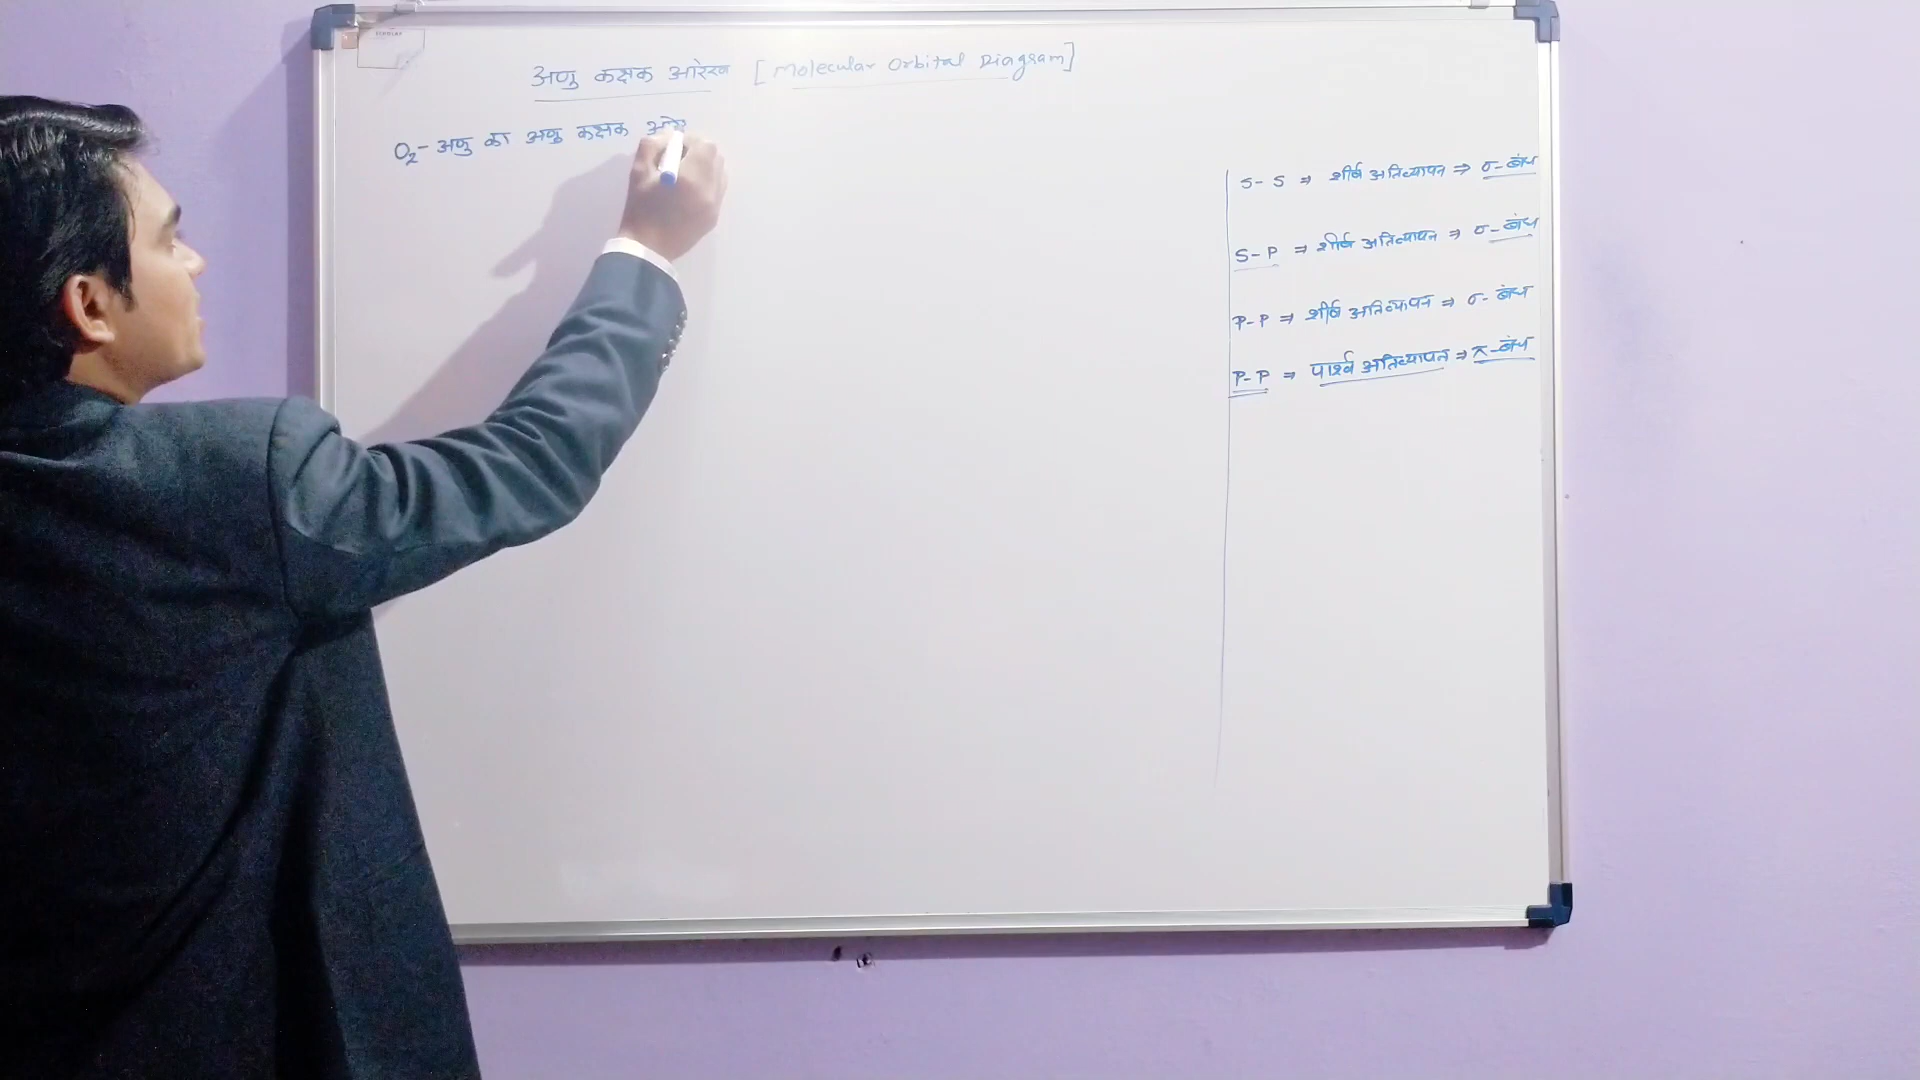 अणु कक्षक आरेख [Molecular Orbital Diagram]
O₂- अणु का अणु कक्षक आरे
S-S ⇒ शीर्ष अतिव्यापन ⇒ σ-बंध
S-P ⇒ शीर्ष अतिव्यापन ⇒ σ-बंध
P-P ⇒ शीर्ष अतिव्यापन ⇒ σ-बंध
P-P ⇒ पार्श्व अतिव्यापन ⇒ π-बंध